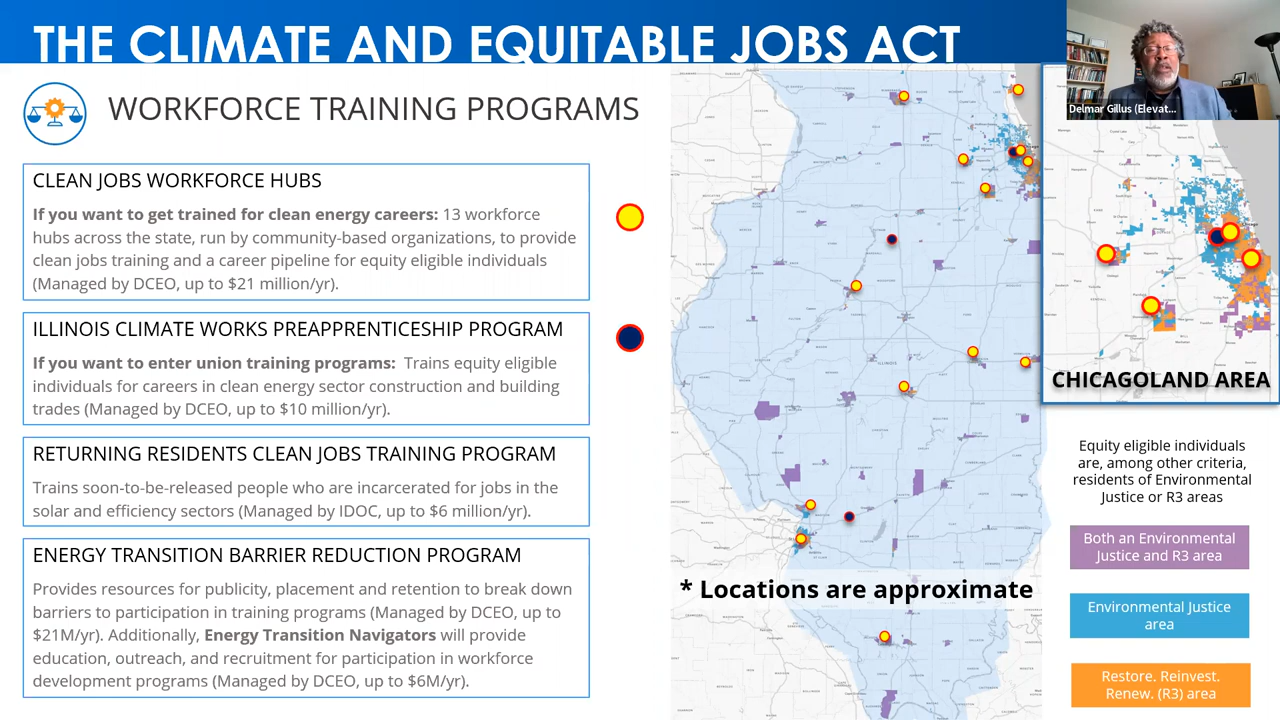 THE CLIMATE AND EQUITABLE JOBS ACT
Delmar Gillus (Elevat...
WORKFORCE TRAINING PROGRAMS
CLEAN JOBS WORKFORCE HUBS
If you want to get trained for clean energy careers: 13 workforce
hubs across the state, run by community-based organizations, to provide
clean jobs training and a career pipeline for equity eligible individuals
(Managed by DCEO, up to $21 million/yr).
ILLINOIS CLIMATE WORKS PREAPPRENTICESHIP PROGRAM
If you want to enter union training programs: Trains equity eligible
individuals for careers in clean energy sector construction and building
trades (Managed by DCEO, up to $10 million/yr).
RETURNING RESIDENTS CLEAN JOBS TRAINING PROGRAM
Trains soon-to-be-released people who are incarcerated for jobs in the
solar and efficiency sectors (Managed by IDOC, up to $6 million/yr).
ENERGY TRANSITION BARRIER REDUCTION PROGRAM
Provides resources for publicity, placement and retention to break down
barriers to participation in training programs (Managed by DCEO, up to
$21M/yr). Additionally, Energy Transition Navigators will provide
education, outreach, and recruitment for participation in workforce
development programs (Managed by DCEO, up to $6M/yr).
ILLINOIS
* Locations are approximate
CHICAGOLAND AREA
Equity eligible individuals
are, among other criteria,
residents of Environmental
Justice or R3 areas
Both an Environmental
Justice and R3 area
Environmental Justice
area
Restore. Reinvest.
Renew. (R3) area